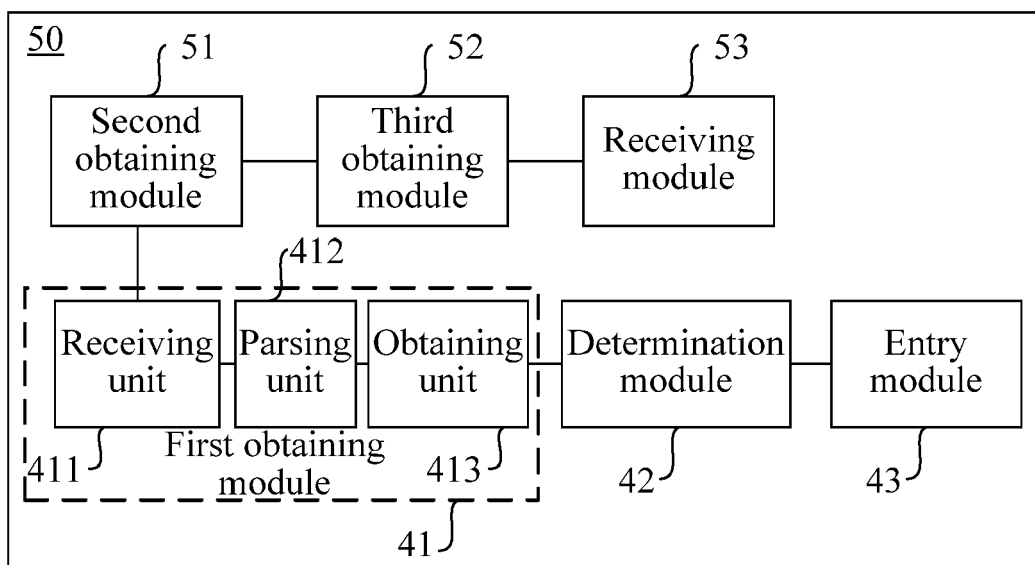 50
51
52
53
Second
obtaining
module
Third
obtaining
module
Receiving
module
412
Receiving
unit
Parsing
unit
Obtaining
unit
Determination
module
Entry
module
411
First obtaining
module
413
42
43
41